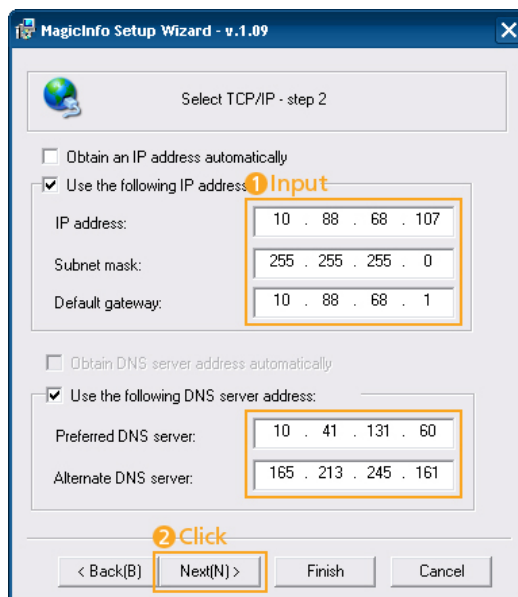 MagicInfo Setup Wizard - v.1.09
Select TCP/IP - step 2
Obtain an IP address automatically
Use the following IP address
1 Input
IP address: 10 . 88 . 68 . 107
Subnet mask: 255 . 255 . 255 . 0
Default gateway: 10 . 88 . 68 . 1
Obtain DNS server address automatically
Use the following DNS server address:
Preferred DNS server: 10 . 41 . 131 . 60
Alternate DNS server: 165 . 213 . 245 . 161
2 Click
< Back(B) Next(N) > Finish Cancel